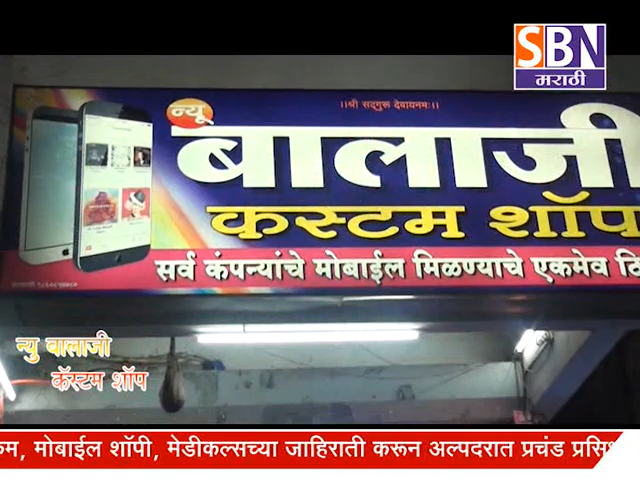 SBN
मराठी
।।श्री सद्गुरू देवायनमः।।
न्यू
बालाजी
कस्टम शॉप
सर्व कंपन्यांचे मोबाईल मिळण्याचे एकमेव
न्यु बालाजी
कॅस्टम शॉप
मोबाईल शॉपी, मेडीकल्सच्या जाहिराती करून अल्पदरात प्रचंड